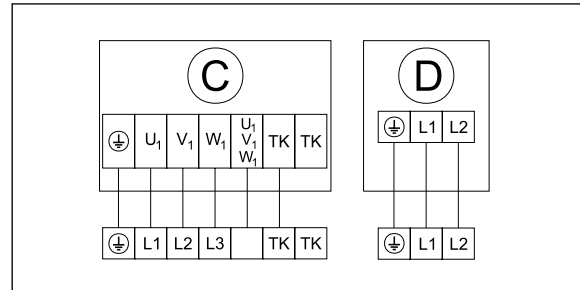 C
D
⏚ U₁ V₁ W₁ U₁ V₁ W₁ TK TK
⏚ L1 L2
⏚ L1 L2 L3 TK TK
⏚ L1 L2